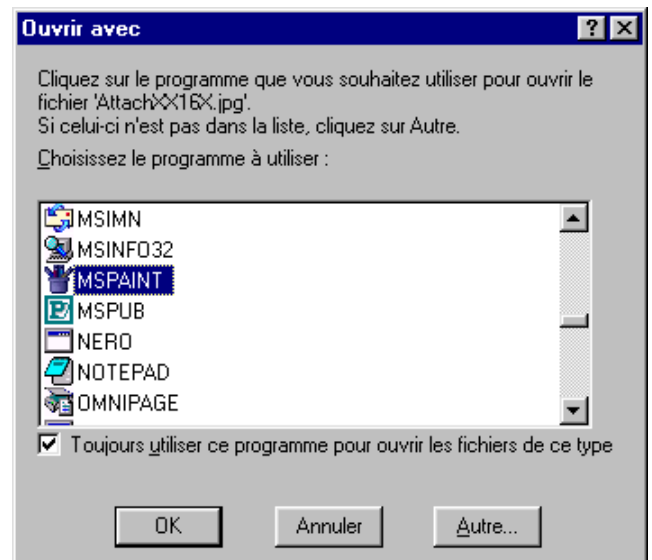 Ouvrir avec
Cliquez sur le programme que vous souhaitez utiliser pour ouvrir le
fichier 'AttachXX16X.jpg'.
Si celui-ci n'est pas dans la liste, cliquez sur Autre.
Choisissez le programme à utiliser :
MSIMN
MSINFO32
MSPAINT
MSPUB
NERO
NOTEPAD
OMNIPAGE
Toujours utiliser ce programme pour ouvrir les fichiers de ce type
OK Annuler Autre...